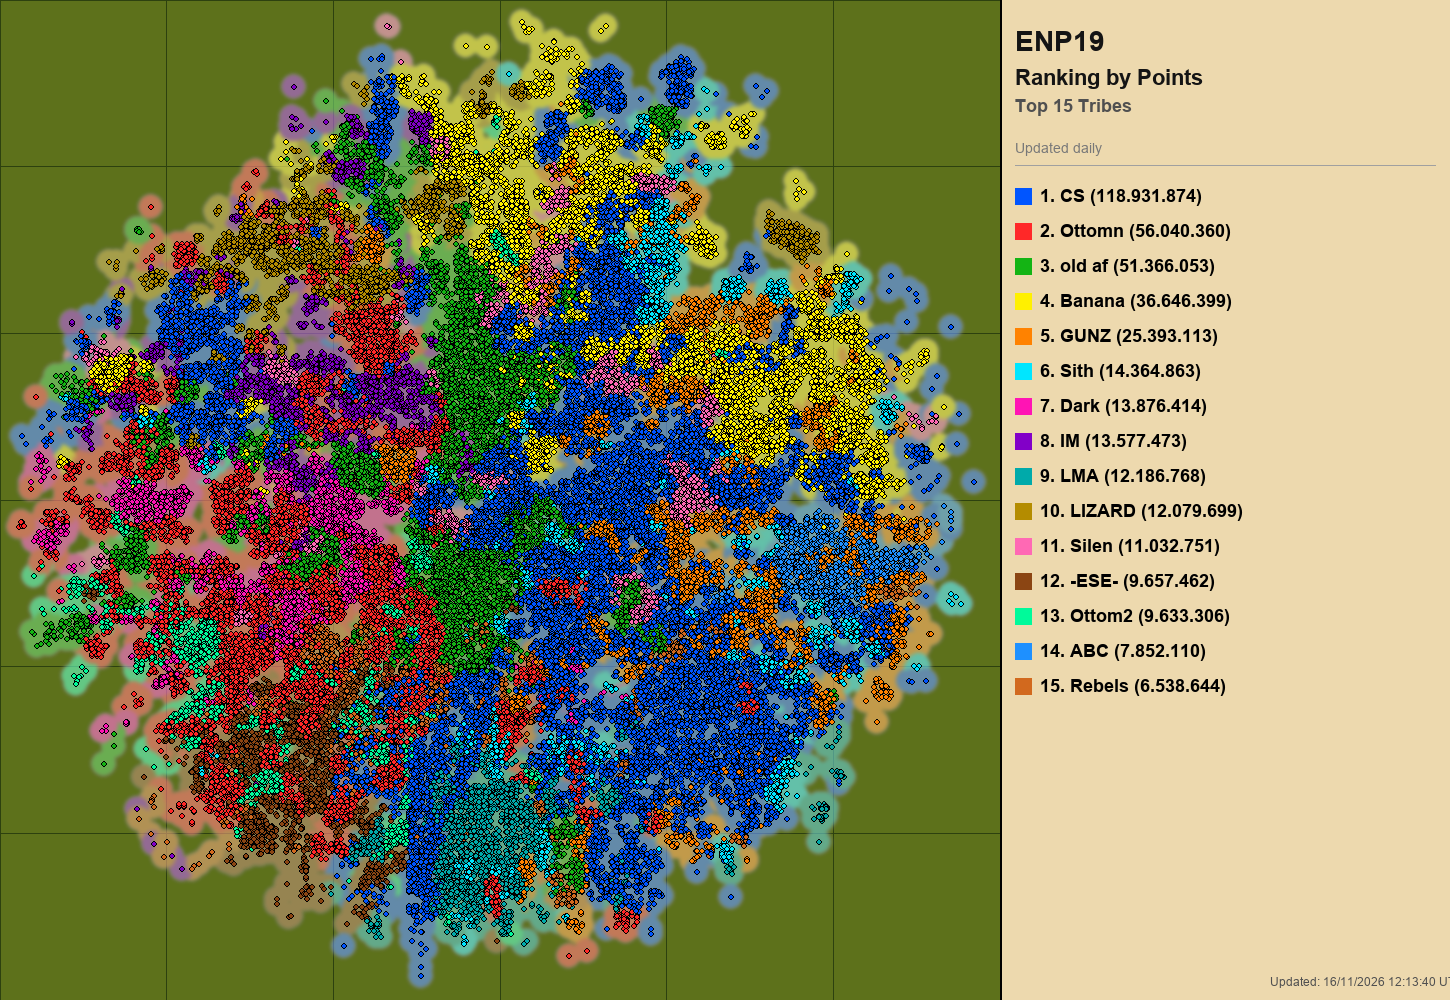 ENP19
Ranking by Points
Top 15 Tribes
Updated daily
1. CS (118.931.874)
2. Ottomn (56.040.360)
3. old af (51.366.053)
4. Banana (36.646.399)
5. GUNZ (25.393.113)
6. Sith (14.364.863)
7. Dark (13.876.414)
8. IM (13.577.473)
9. LMA (12.186.768)
10. LIZARD (12.079.699)
11. Silen (11.032.751)
12. -ESE- (9.657.462)
13. Ottom2 (9.633.306)
14. ABC (7.852.110)
15. Rebels (6.538.644)
Updated: 16/11/2026 12:13:40 U